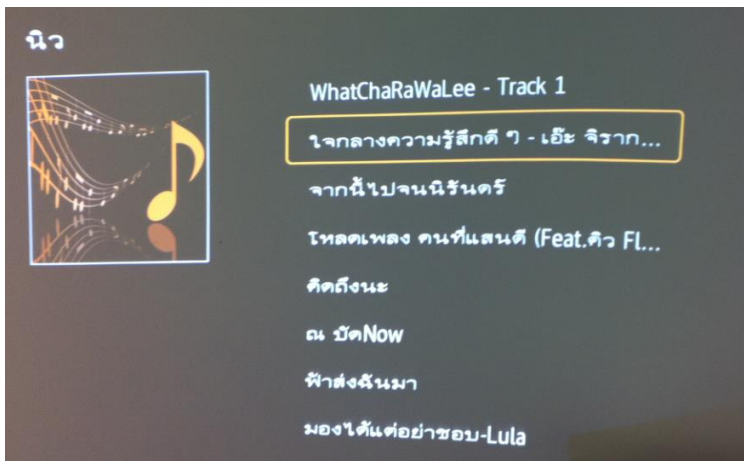 นิว
WhatChaRaWaLee - Track 1
ใจกลางความรู้สึกดี ๆ - เอ๊ะ จิราก...
จากนี้ไปจนนิรันดร์
โหลดเพลง คนที่แสนดี (Feat.คิว Fl...
คิดถึงนะ
ณ บัดNow
ฟ้าส่งฉันมา
มองได้แต่อย่าชอบ-Lula